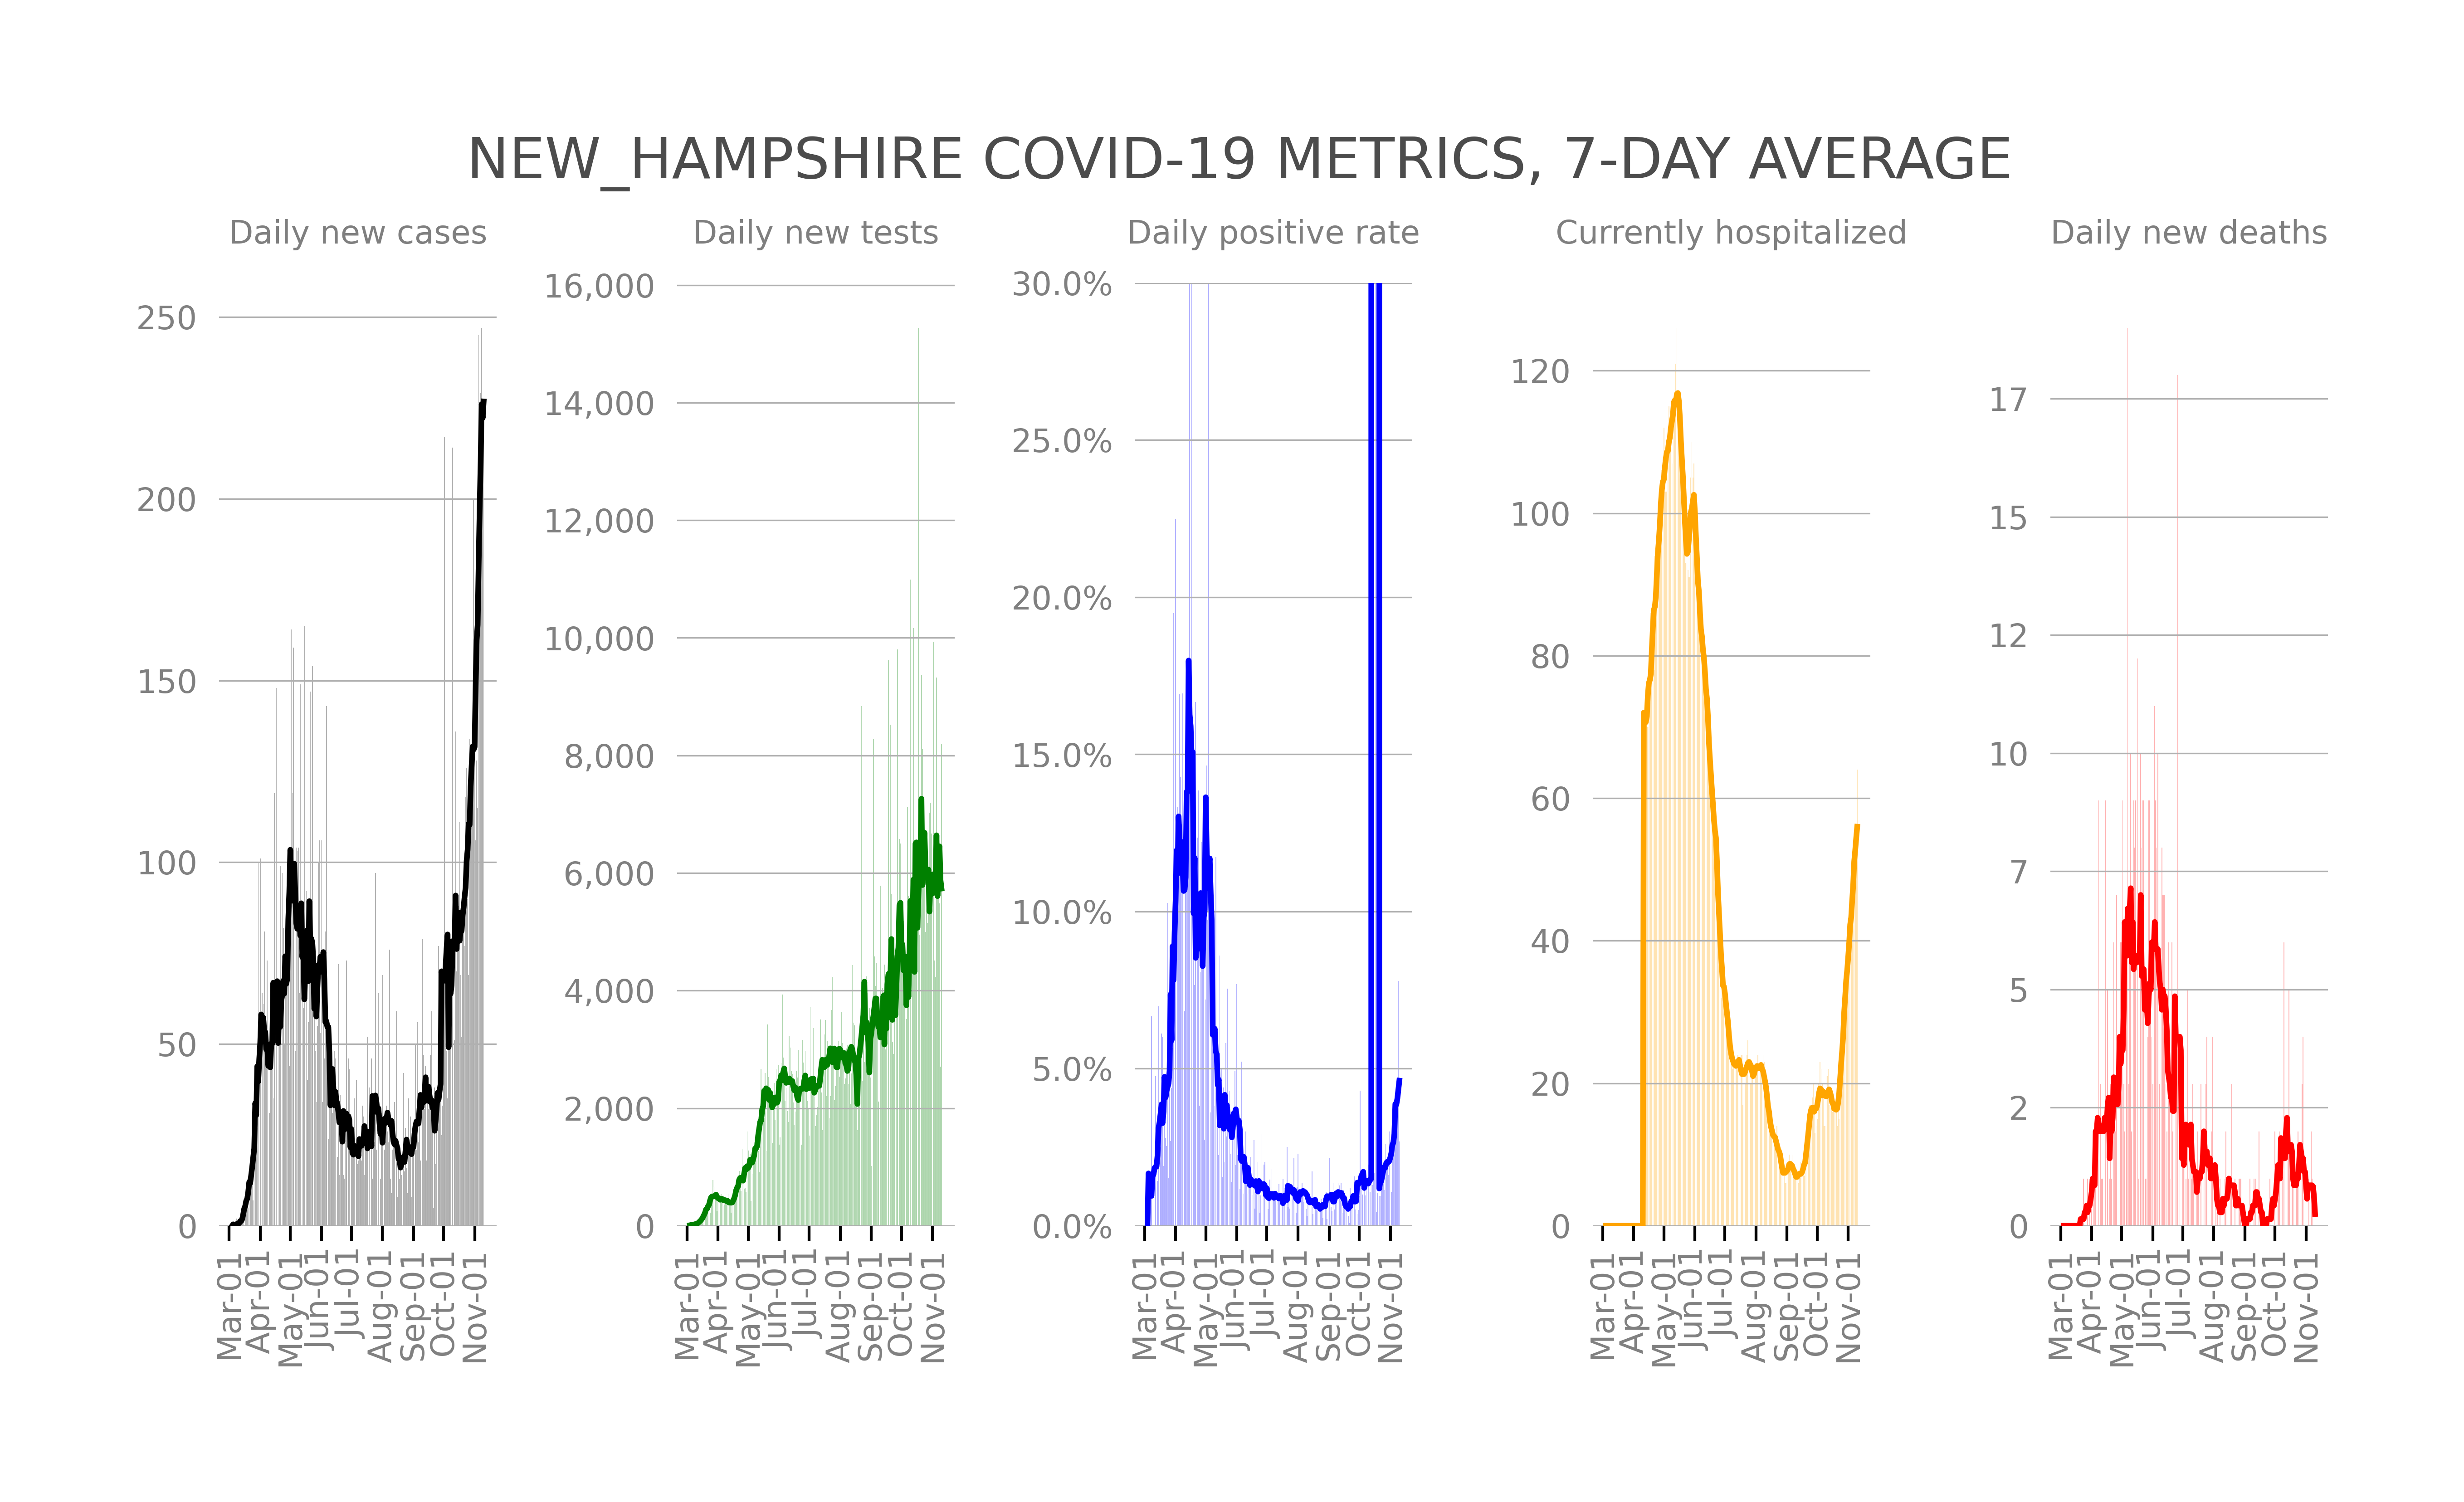 NEW_HAMPSHIRE COVID-19 METRICS, 7-DAY AVERAGE
Daily new cases
250
200
150
100
50
0
Mar-01
Apr-01
May-01
Jun-01
Jul-01
Aug-01
Sep-01
Oct-01
Nov-01
Daily new tests
16,000
14,000
12,000
10,000
8,000
6,000
4,000
2,000
0
Mar-01
Apr-01
May-01
Jun-01
Jul-01
Aug-01
Sep-01
Oct-01
Nov-01
Daily positive rate
30.0%
25.0%
20.0%
15.0%
10.0%
5.0%
0.0%
Mar-01
Apr-01
May-01
Jun-01
Jul-01
Aug-01
Sep-01
Oct-01
Nov-01
Currently hospitalized
120
100
80
60
40
20
0
Mar-01
Apr-01
May-01
Jun-01
Jul-01
Aug-01
Sep-01
Oct-01
Nov-01
Daily new deaths
17
15
12
10
7
5
2
0
Mar-01
Apr-01
May-01
Jun-01
Jul-01
Aug-01
Sep-01
Oct-01
Nov-01